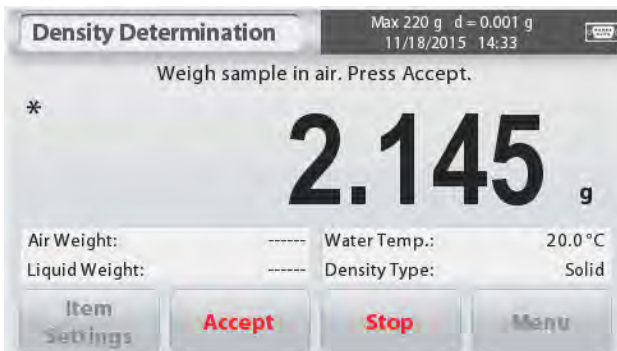 Density Determination
Max 220 g d = 0.001 g
11/18/2015 14:33
Weigh sample in air. Press Accept.
*
2.145 g
Air Weight: ------ Water Temp.: 20.0 °C
Liquid Weight: ------ Density Type: Solid
Item Accept Stop Menu
Settings